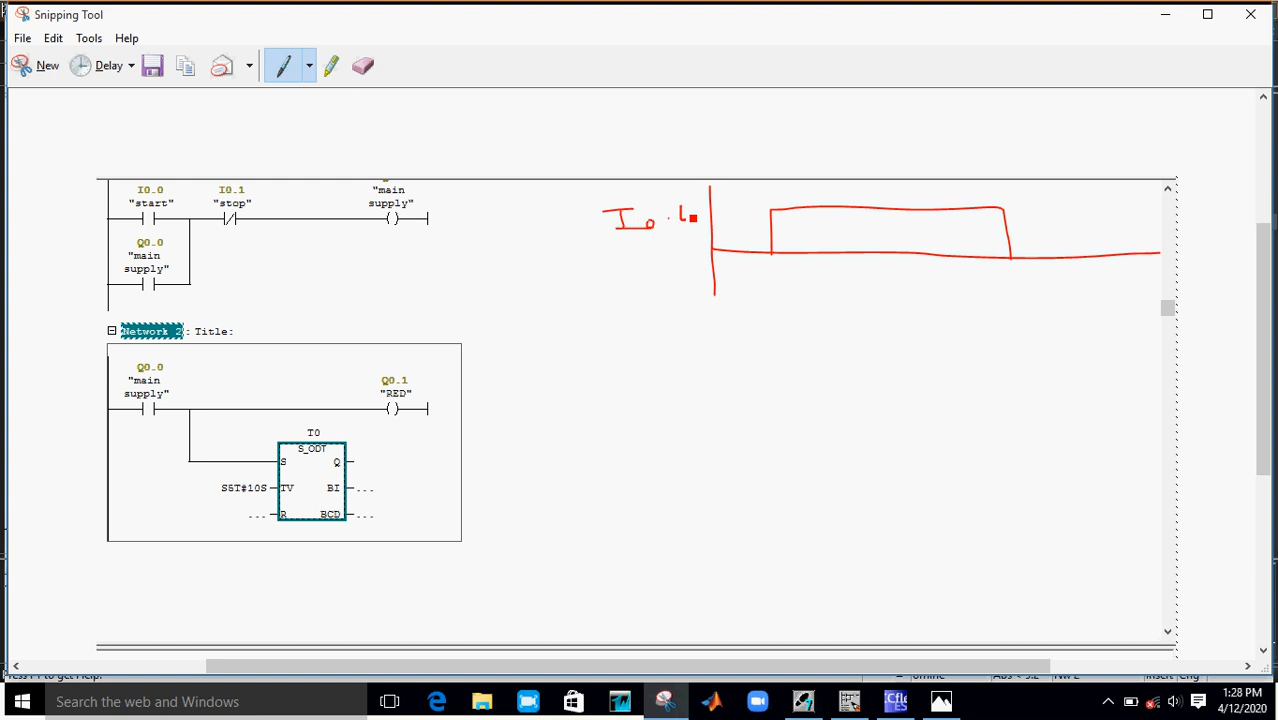 Snipping Tool
File Edit Tools Help
New Delay
I0.0 I0.1
"start" "stop" "main
supply"
Q0.0
"main
supply"
Network 2 : Title:
Q0.0
"main
supply"
Q0.1
"RED"
T0
S_ODT
S Q
S5T#10S TV BI ...
... R BCD ...
I0.
Search the web and Windows
1:28 PM
4/12/2020